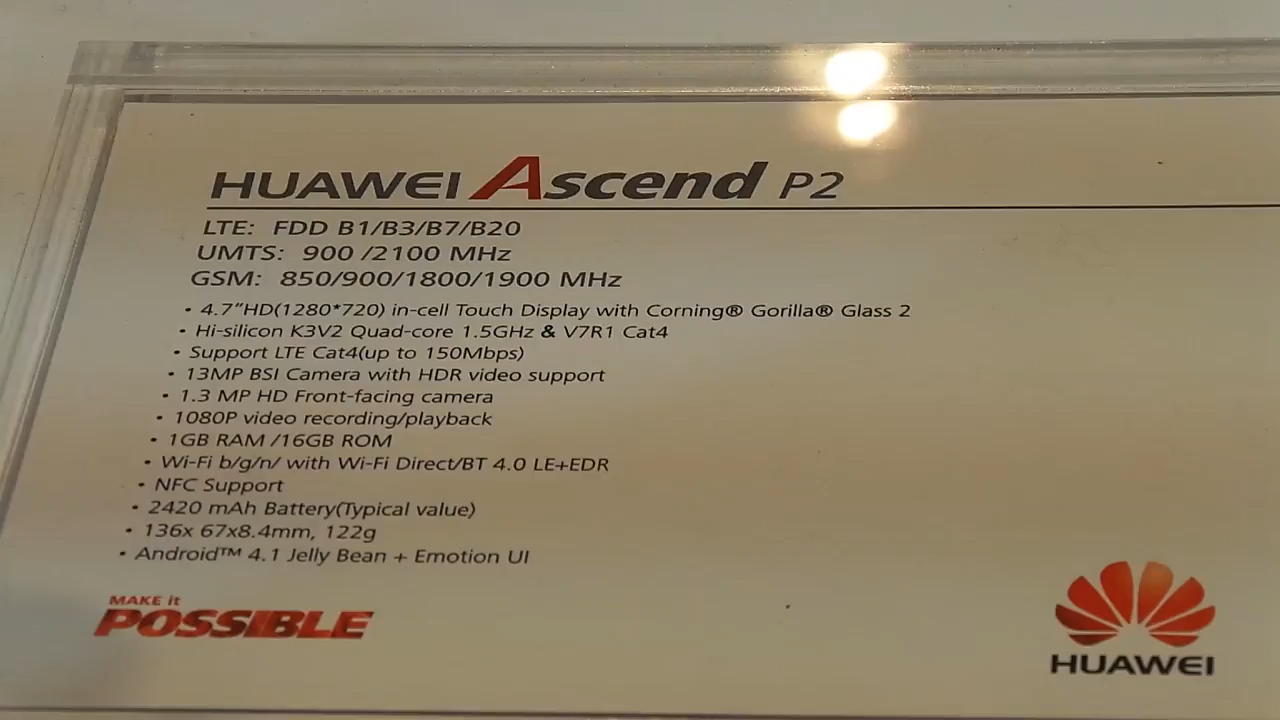 HUAWEI Ascend P2
LTE: FDD B1/B3/B7/B20
UMTS: 900 /2100 MHz
GSM: 850/900/1800/1900 MHz
• 4.7”HD(1280*720) in-cell Touch Display with Corning® Gorilla® Glass 2
• Hi-silicon K3V2 Quad-core 1.5GHz & V7R1 Cat4
• Support LTE Cat4(up to 150Mbps)
• 13MP BSI Camera with HDR video support
• 1.3 MP HD Front-facing camera
• 1080P video recording/playback
• 1GB RAM /16GB ROM
• Wi-Fi b/g/n/ with Wi-Fi Direct/BT 4.0 LE+EDR
• NFC Support
• 2420 mAh Battery(Typical value)
• 136x 67x8.4mm, 122g
• Android™ 4.1 Jelly Bean + Emotion UI
MAKE it
POSSIBLE
HUAWEI